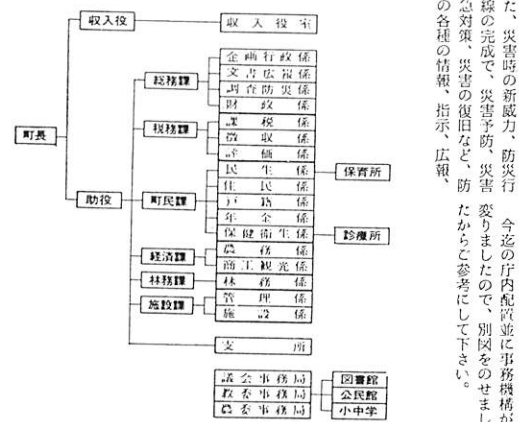 た、災害時の新威力、防災行
線の完成で、災害予防、災害
急対策、災害の復旧など、防
の各種の情報、指示、広報、
今迄の庁内配置並に事務機構が
変りましたので、別図をのせまし
たからご参考にして下さい。
町長
収入役
収入役室
助役
総務課
企画行政係
文書広報係
調査防災係
財政係
税務課
課税係
徴収係
評価係
町民課
民生係
保育所
住民係
戸籍係
年金係
保健衛生係
診療所
経済課
農務係
商工観光係
林務課
林務係
施設課
管理係
施設係
支所
議会事務局
教委事務局
農委事務局
図書館
公民館
小中学